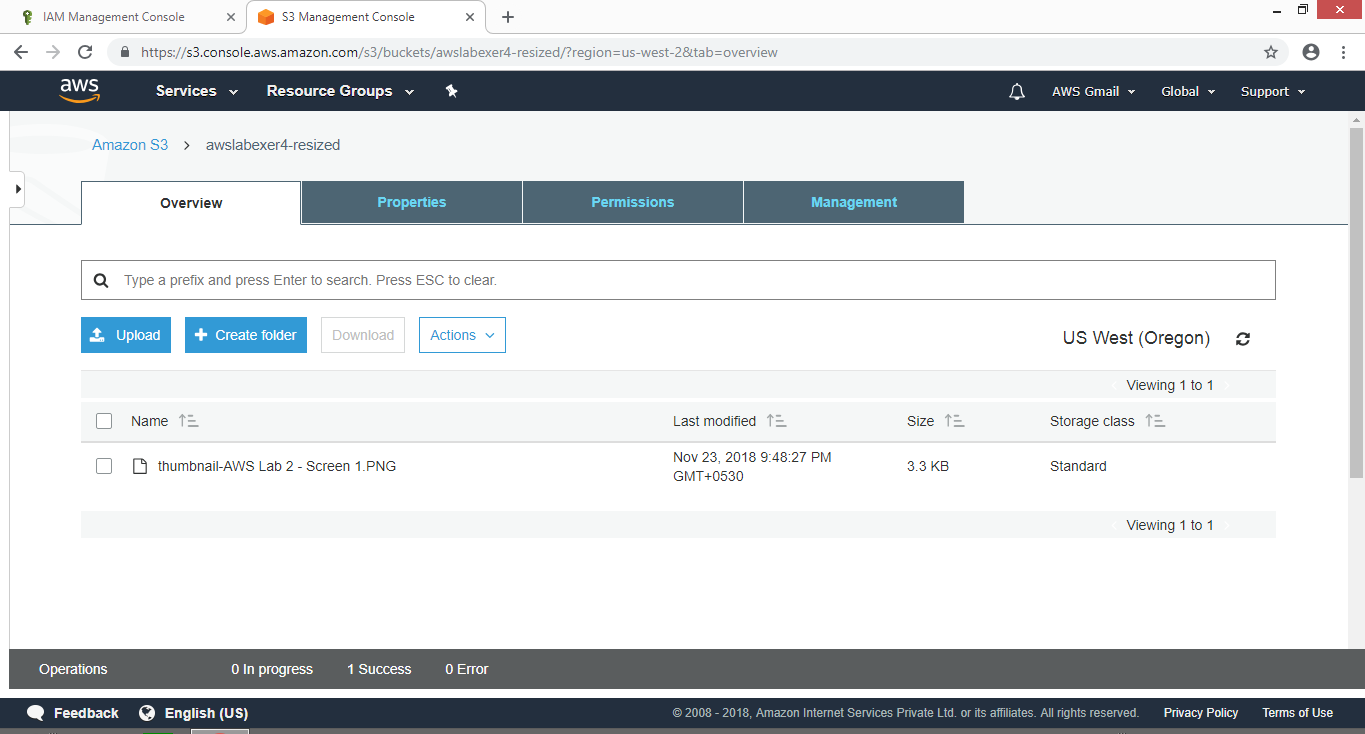 IAM Management Console
S3 Management Console
https://s3.console.aws.amazon.com/s3/buckets/awslabexer4-resized/?region=us-west-2&tab=overview
aws Services Resource Groups AWS Gmail Global Support
Amazon S3 > awslabexer4-resized
Overview Properties Permissions Management
Type a prefix and press Enter to search. Press ESC to clear.
Upload Create folder Download Actions US West (Oregon)
Viewing 1 to 1
Name Last modified Size Storage class
thumbnail-AWS Lab 2 - Screen 1.PNG Nov 23, 2018 9:48:27 PM GMT+0530 3.3 KB Standard
Viewing 1 to 1
Operations 0 In progress 1 Success 0 Error
Feedback English (US) © 2008 - 2018, Amazon Internet Services Private Ltd. or its affiliates. All rights reserved. Privacy Policy Terms of Use